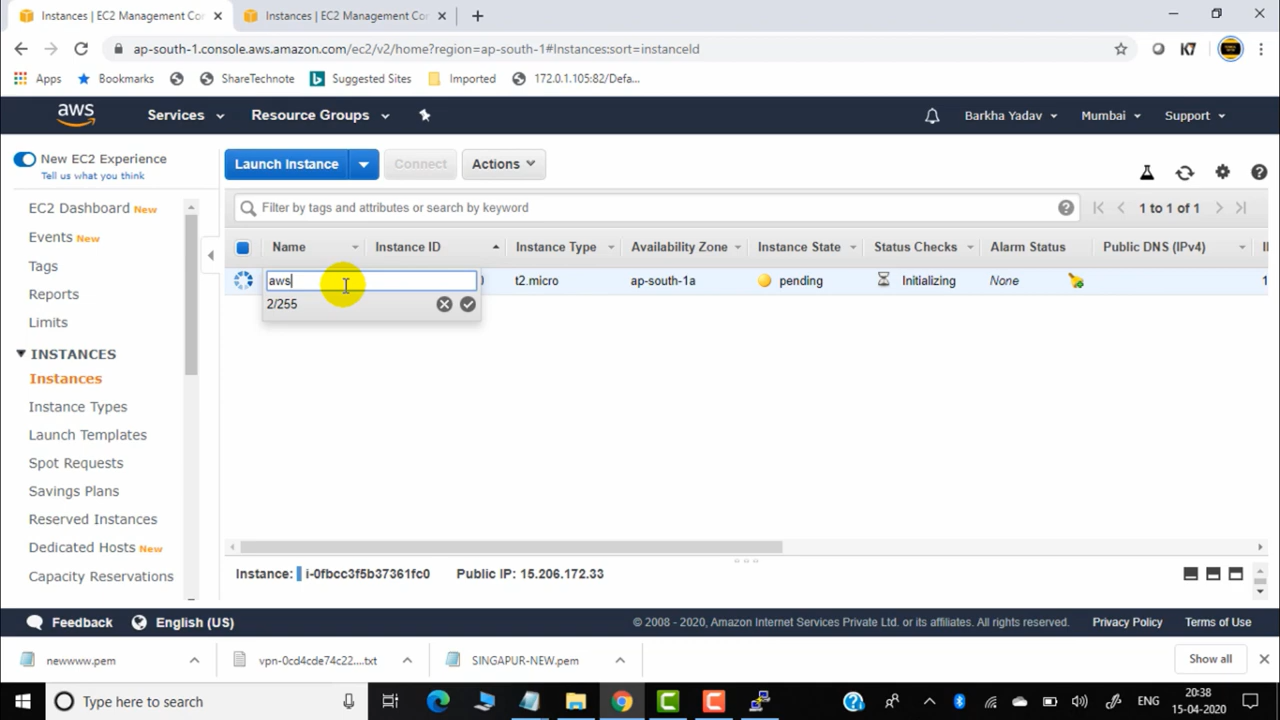 Instances | EC2 Management Cor
Instances | EC2 Management Cor
ap-south-1.console.aws.amazon.com/ec2/v2/home?region=ap-south-1#Instances:sort=instanceId
K7
Apps
Bookmarks
ShareTechnote
Suggested Sites
Imported
172.0.1.105:82/Defa...
aws
Services
Resource Groups
Barkha Yadav
Mumbai
Support
New EC2 Experience
Tell us what you think
Launch Instance
Connect
Actions
EC2 Dashboard New
Events New
Tags
Reports
Limits
INSTANCES
Instances
Instance Types
Launch Templates
Spot Requests
Savings Plans
Reserved Instances
Dedicated Hosts New
Capacity Reservations
Filter by tags and attributes or search by keyword
1 to 1 of 1
Name
Instance ID
Instance Type
Availability Zone
Instance State
Status Checks
Alarm Status
Public DNS (IPv4)
aws
t2.micro
ap-south-1a
pending
Initializing
None
2/255
Instance: i-0fbcc3f5b37361fc0 Public IP: 15.206.172.33
Feedback
English (US)
© 2008 - 2020, Amazon Internet Services Private Ltd. or its affiliates. All rights reserved.
Privacy Policy
Terms of Use
newwww.pem
vpn-0cd4cde74c22....txt
SINGAPUR-NEW.pem
Show all
Type here to search
ENG
20:38
15-04-2020